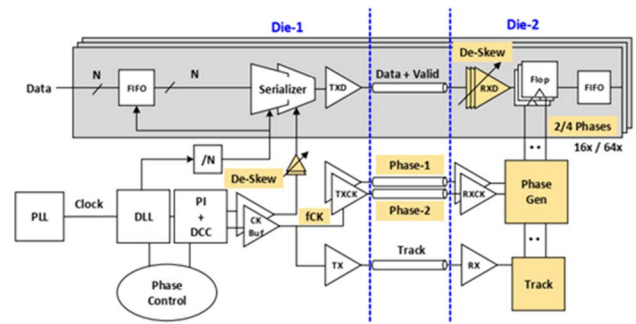 Die-1
Die-2
De-Skew
N
N
Data + Valid
Data
FIFO
Serializer
TXD
RXD
Flop
FIFO
2/4 Phases
16x / 64x
/N
De-Skew
Phase-1
TXCK
RXCK
Phase-2
Phase
Gen
fCK
Clock
PLL
DLL
PI
+
DCC
CK
Buf
Track
TX
RX
Track
Phase
Control